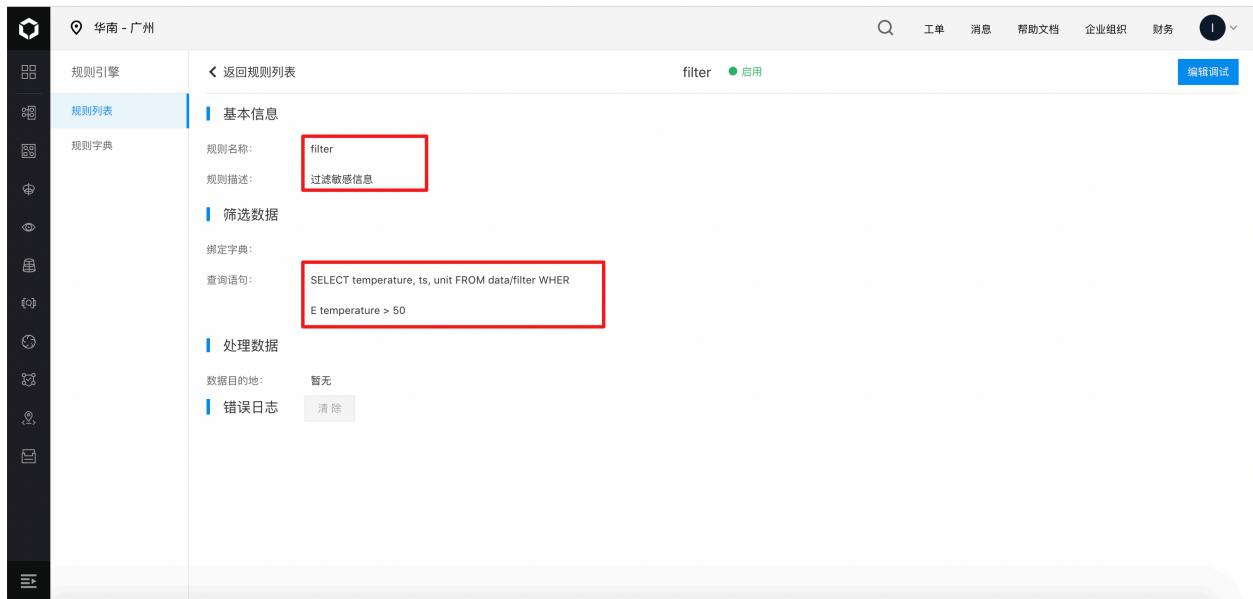 华南 - 广州
工单 消息 帮助文档 企业组织 财务 I
规则引擎
规则列表
规则字典
返回规则列表 filter 启用 编辑调试
基本信息
规则名称: filter
规则描述: 过滤敏感信息
筛选数据
绑定字典:
查询语句: SELECT temperature, ts, unit FROM data/filter WHER
E temperature > 50
处理数据
数据目的地: 暂无
错误日志 清 除